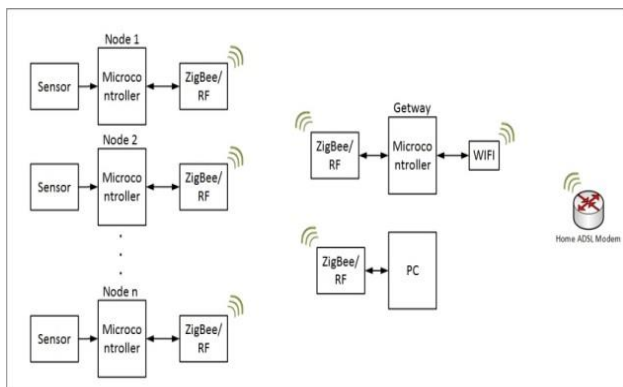 Node 1
Sensor
Microco
ntroller
ZigBee/
RF
Node 2
Sensor
Microco
ntroller
ZigBee/
RF
.
.
.
Node n
Sensor
Microco
ntroller
ZigBee/
RF
Getway
ZigBee/
RF
Microco
ntroller
WIFI
ZigBee/
RF
PC
Home ADSL Modem